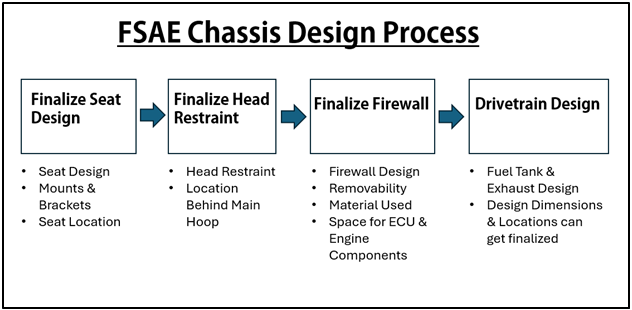 FSAE Chassis Design Process
Finalize Seat
Design
• Seat Design
• Mounts &
Brackets
• Seat Location
Finalize Head
Restraint
• Head Restraint
• Location
Behind Main
Hoop
Finalize Firewall
• Firewall Design
• Removability
• Material Used
• Space for ECU &
Engine
Components
Drivetrain Design
• Fuel Tank &
Exhaust Design
• Design Dimensions
& Locations can
get finalized